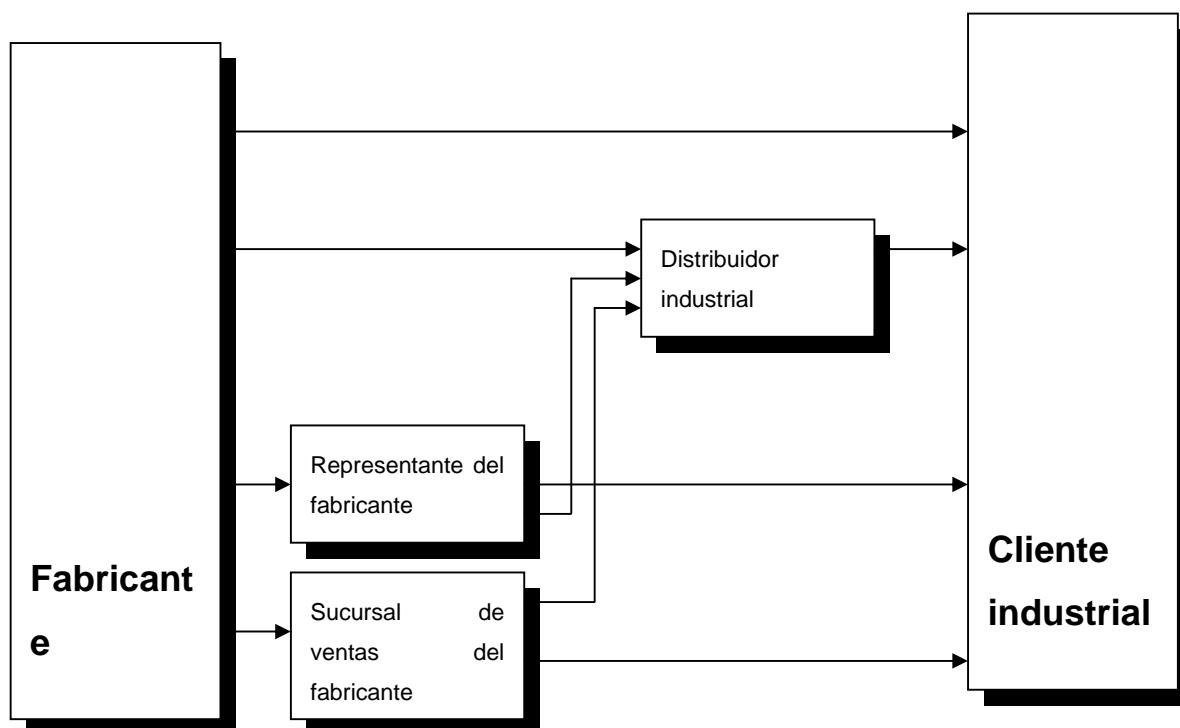 Distribuidor
industrial
Representante del
fabricante
Fabricant
e
Sucursal de
ventas del
fabricante
Cliente
industrial